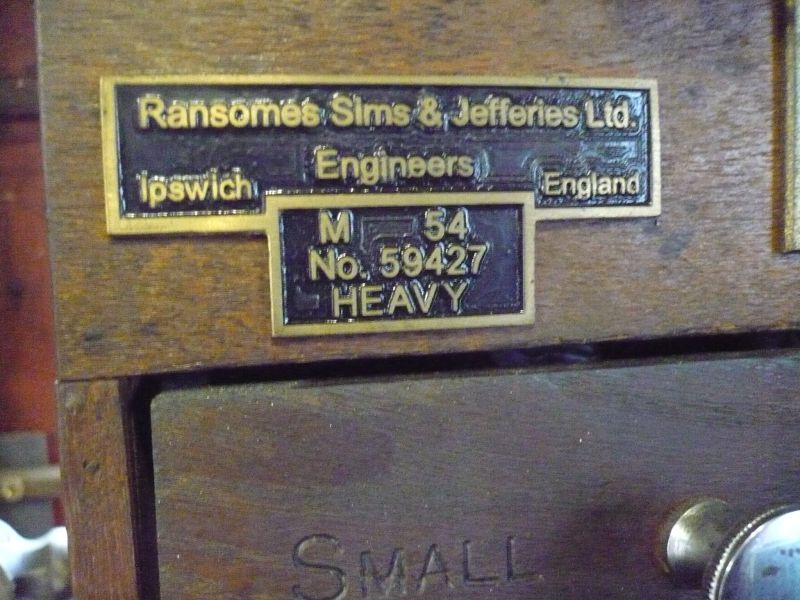 Ransomes Sims & Jefferies Ltd.
Engineers
Ipswich England
M 54
No. 59427
HEAVY
SMALL